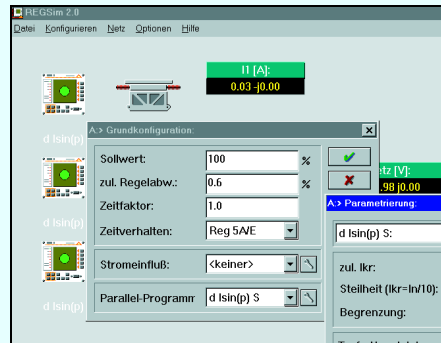 REGSim 2.0
Datei Konfigurieren Netz Optionen Hilfe
I1 [A]:
0.03 -j0.00
d Isin(p)
A:> Grundkonfiguration:
Sollwert: 100 %
zul. Regelabw.: 0.6 %
Zeitfaktor: 1.0
Zeitverhalten: Reg 5A/E
Stromeinfluß: <keiner>
Parallel-Programm d Isin(p) S
etz [V]:
.98 j0.00
d Isin(p)
A:> Parametrierung:
d Isin(p) S:
zul. Ikr:
Steilheit (Ikr=In/10):
Begrenzung:
d Isin(p)